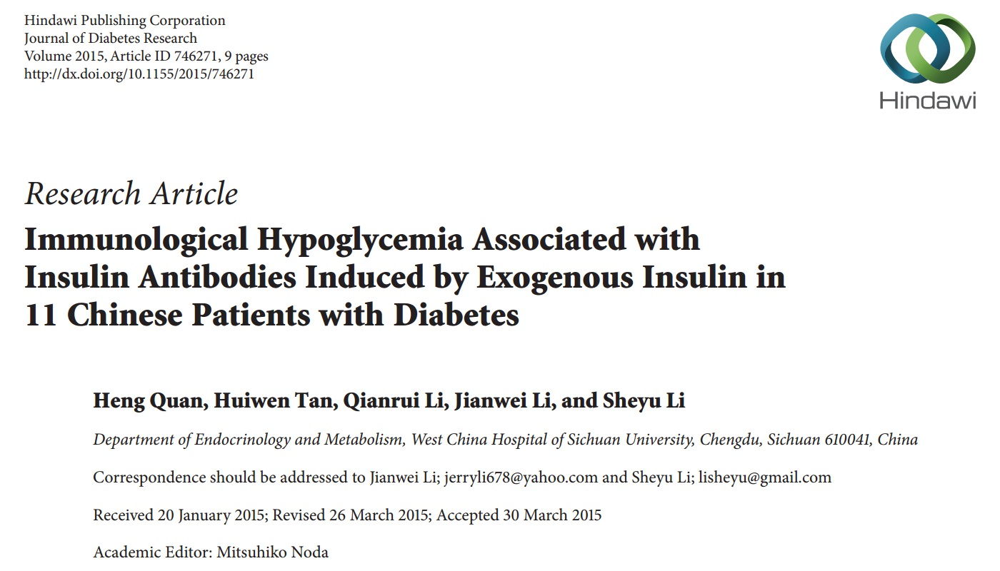 Hindawi Publishing Corporation
Journal of Diabetes Research
Volume 2015, Article ID 746271, 9 pages
http://dx.doi.org/10.1155/2015/746271
Hindawi
Research Article
Immunological Hypoglycemia Associated with
Insulin Antibodies Induced by Exogenous Insulin in
11 Chinese Patients with Diabetes
Heng Quan, Huiwen Tan, Qianrui Li, Jianwei Li, and Sheyu Li
Department of Endocrinology and Metabolism, West China Hospital of Sichuan University, Chengdu, Sichuan 610041, China
Correspondence should be addressed to Jianwei Li; jerryli678@yahoo.com and Sheyu Li; lisheyu@gmail.com
Received 20 January 2015; Revised 26 March 2015; Accepted 30 March 2015
Academic Editor: Mitsuhiko Noda